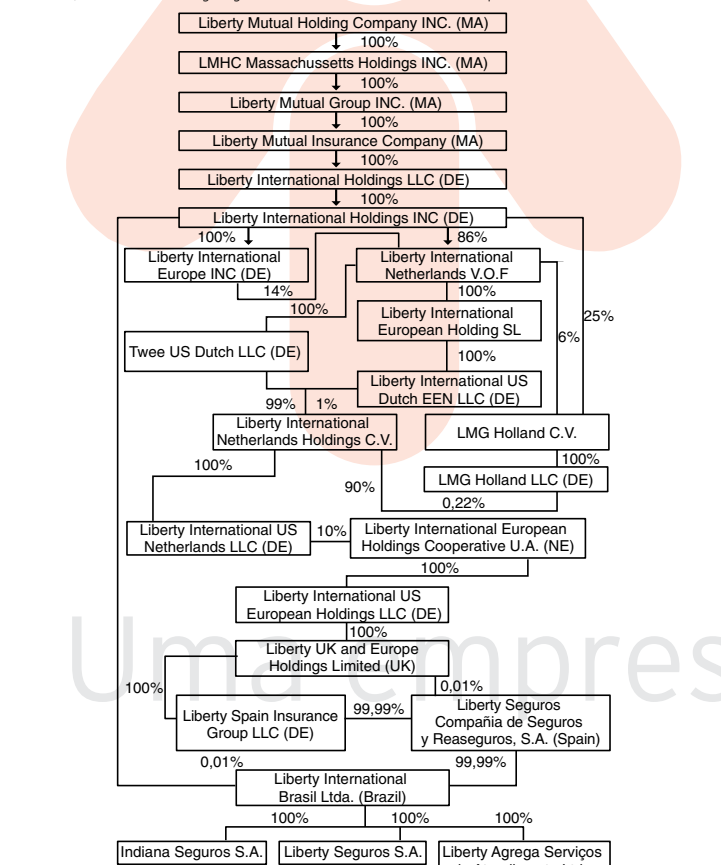 Liberty Mutual Holding Company INC. (MA)
100%
LMHC Massachussetts Holdings INC. (MA)
100%
Liberty Mutual Group INC. (MA)
100%
Liberty Mutual Insurance Company (MA)
100%
Liberty International Holdings LLC (DE)
100%
Liberty International Holdings INC (DE)
100%
86%
Liberty International
Europe INC (DE)
Liberty International
Netherlands V.O.F
14%
100%
100%
Liberty International
European Holding SL
25%
6%
Twee US Dutch LLC (DE)
100%
Liberty International US
Dutch EEN LLC (DE)
99%
1%
Liberty International
Netherlands Holdings C.V.
LMG Holland C.V.
100%
100%
LMG Holland LLC (DE)
90%
0,22%
Liberty International US
Netherlands LLC (DE)
10%
Liberty International European
Holdings Cooperative U.A. (NE)
100%
Liberty International US
European Holdings LLC (DE)
100%
Liberty UK and Europe
Holdings Limited (UK)
Uma empres
100%
0,01%
Liberty Spain Insurance
Group LLC (DE)
99,99%
Liberty Seguros
Compañia de Seguros
y Reaseguros, S.A. (Spain)
0,01%
99,99%
Liberty International
Brasil Ltda. (Brazil)
100%
100%
100%
Indiana Seguros S.A.
Liberty Seguros S.A.
Liberty Agrega Serviços